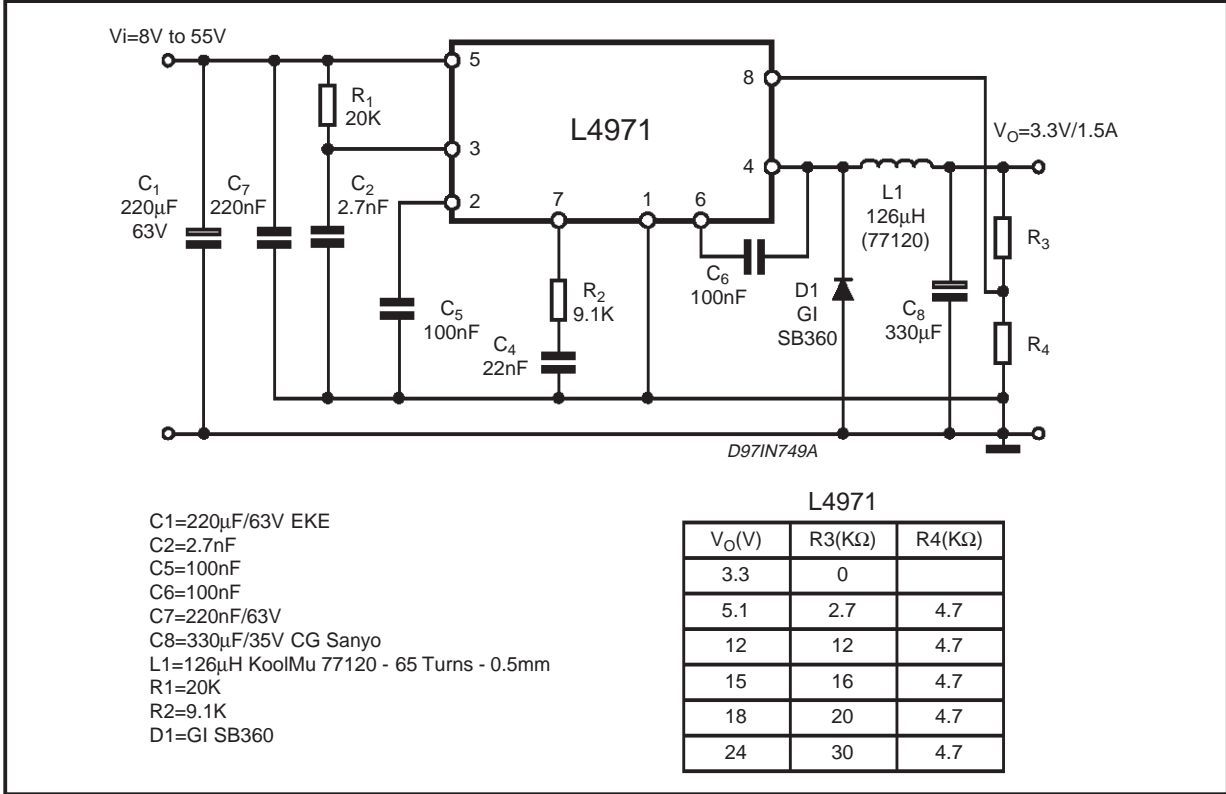 Vi=8V to 55V
5
8
R1
20K
L4971
VO=3.3V/1.5A
3
4
C1
220μF
63V
C7
220nF
C2
2.7nF
2
7
1
6
L1
126μH
(77120)
R3
C6
100nF
R2
9.1K
D1
GI
SB360
C5
100nF
C8
330μF
R4
C4
22nF
D97IN749A
C1=220μF/63V EKE
C2=2.7nF
C5=100nF
C6=100nF
C7=220nF/63V
C8=330μF/35V CG Sanyo
L1=126μH KoolMu 77120 - 65 Turns - 0.5mm
R1=20K
R2=9.1K
D1=GI SB360
L4971
VO(V) R3(KΩ) R4(KΩ)
3.3 0
5.1 2.7 4.7
12 12 4.7
15 16 4.7
18 20 4.7
24 30 4.7